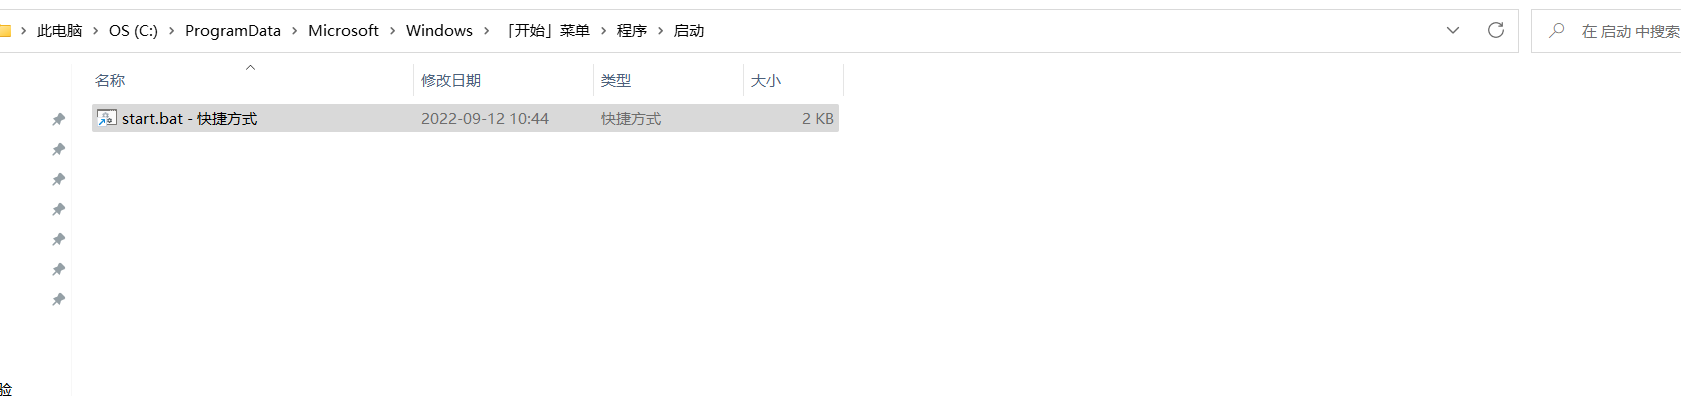 此电脑 > OS (C:) > ProgramData > Microsoft > Windows > 「开始」菜单 > 程序 > 启动
在 启动 中搜索
名称 修改日期 类型 大小
start.bat - 快捷方式 2022-09-12 10:44 快捷方式 2 KB
验